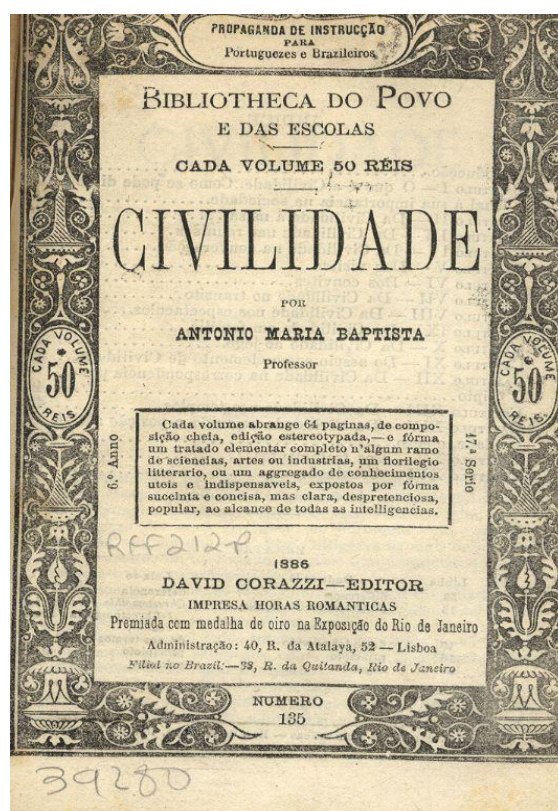 PROPAGANDA DE INSTRUCÇÃO
PARA
Portuguezes e Brazileiros
BIBLIOTHECA DO POVO
E DAS ESCOLAS
CADA VOLUME 50 RÉIS
CIVILIDADE
POR
ANTONIO MARIA BAPTISTA
Professor
CADA VOLUME
50
REIS
CADA VOLUME
50
REIS
6.º Anno
Cada volume abrange 64 paginas, de compo-
sição cheia, edição estereotypada,— e fórma
um tratado elementar completo n'algum ramo
de sciencias, artes ou industrias, um florilegio
litterario, ou um aggregado de conhecimentos
uteis e indispensaveis, expostos por fórma
succinta e concisa, mas clara, despretenciosa,
popular, ao alcance de todas as intelligencias.
17.ª Serie
RFF212P
1886
DAVID CORAZZI—EDITOR
IMPRESA HORAS ROMANTICAS
Premiada com medalha de oiro na Exposição do Rio de Janeiro
Administração: 40, R. da Atalaya, 52 — Lisboa
Filial no Brazil:—38, R. da Quitanda, Rio de Janeiro
NUMERO
135
39280